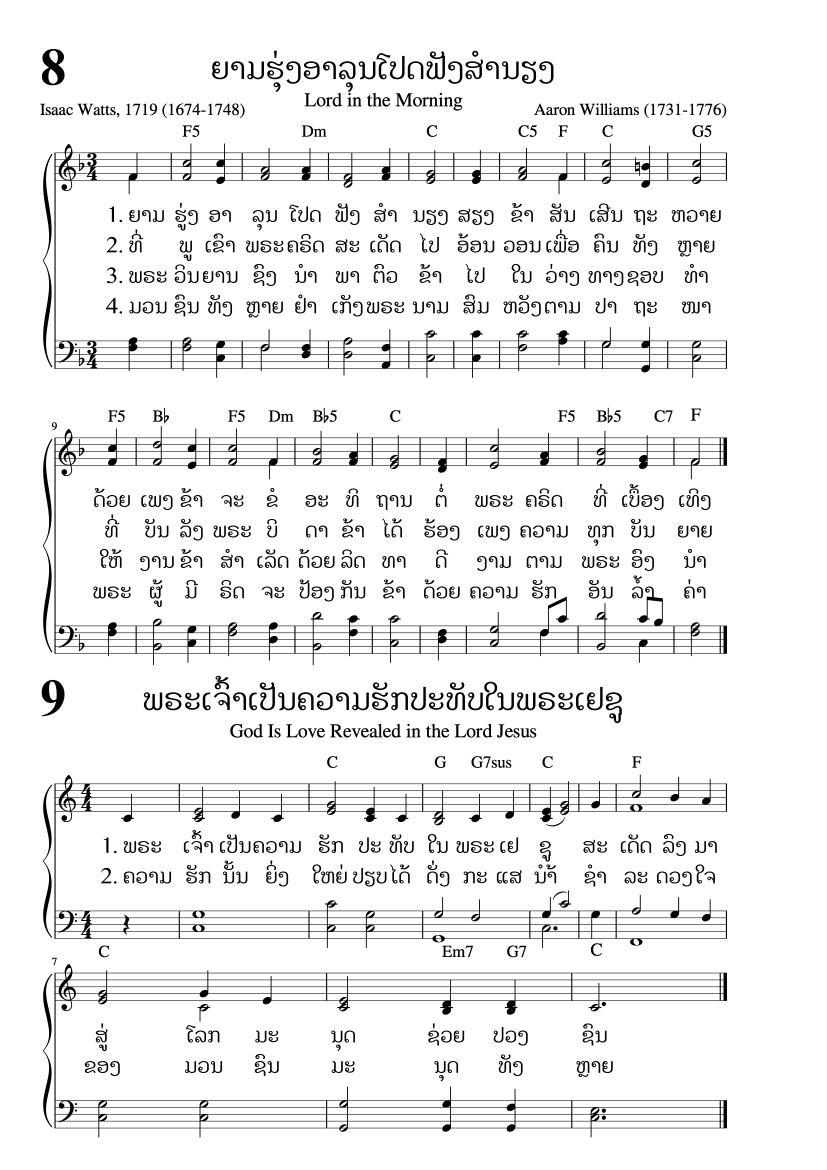 8
ຍາມຮຸ່ງອາລຸນໂປດຟັງສຳນຽງ
Lord in the Morning
Isaac Watts, 1719 (1674-1748)
Aaron Williams (1731-1776)
F5 Dm C C5 F C G5
1. ຍາມ ຮູ່ງ ອາ ລຸນ ໂປດ ຟັງ ສຳ ນຽງ ສຽງ ຂ້າ ສັນ ເສີນ ຖະ ຫວາຍ
2. ທີ່ ພູ ເຂົາ ພຣະ ຄຣິດ ສະ ເດັດ ໄປ ອ້ອນ ວອນ ເພື່ອ ຄົນ ທັງ ຫຼາຍ
3. ພຣະ ວິນ ຍານ ຊົງ ນຳ ພາ ຕົວ ຂ້າ ໄປ ໃນ ວ່າງ ທາງ ຊອບ ທຳ
4. ມວນ ຊົນ ທັງ ຫຼາຍ ຢຳ ເກັງ ພຣະ ນາມ ສົມ ຫວັງ ຕາມ ປາ ຖະ ໜາ
9
F5 B♭ F5 Dm B♭5 C F5 B♭5 C7 F
ດ້ວຍ ເພງ ຂ້າ ຈະ ຂໍ ອະ ທິ ຖານ ຕໍ່ ພຣະ ຄຣິດ ທີ່ ເບຶ້ອງ ເທິງ
ທີ່ ບັນ ລັງ ພຣະ ບິ ດາ ຂ້າ ໄດ້ ຮ້ອງ ເພງ ຄວາມ ທຸກ ບັນ ຍາຍ
ໃຫ້ ງານ ຂ້າ ສຳ ເລັດ ດ້ວຍ ລິດ ທາ ດີ ງາມ ຕາມ ພຣະ ອົງ ນຳ
ພຣະ ຜູ້ ມີ ຣິດ ຈະ ປ້ອງ ກັນ ຂ້າ ດ້ວຍ ຄວາມ ຮັກ ອັນ ລ້ຳ ຄ່າ
9
ພຣະເຈົ້າເປັນຄວາມຮັກປະທັບໃນພຣະເຢຊູ
God Is Love Revealed in the Lord Jesus
C G G7sus C F
1. ພຣະ ເຈົ້າ ເປັນ ຄວາມ ຮັກ ປະ ທັບ ໃນ ພຣະ ເຢ ຊູ ສະ ເດັດ ລົງ ມາ
2. ຄວາມ ຮັກ ນັ້ນ ຍິ່ງ ໃຫຍ່ ປຽບ ໄດ້ ດັ່ງ ກະ ແສ ນ້ຳ ຊຳ ລະ ດວງ ໃຈ
7
C Em7 G7 C
ສູ່ ໂລກ ມະ ນຸດ ຊ່ວຍ ປວງ ຊົນ
ຂອງ ມວນ ຊົນ ມະ ນຸດ ທັງ ຫຼາຍ